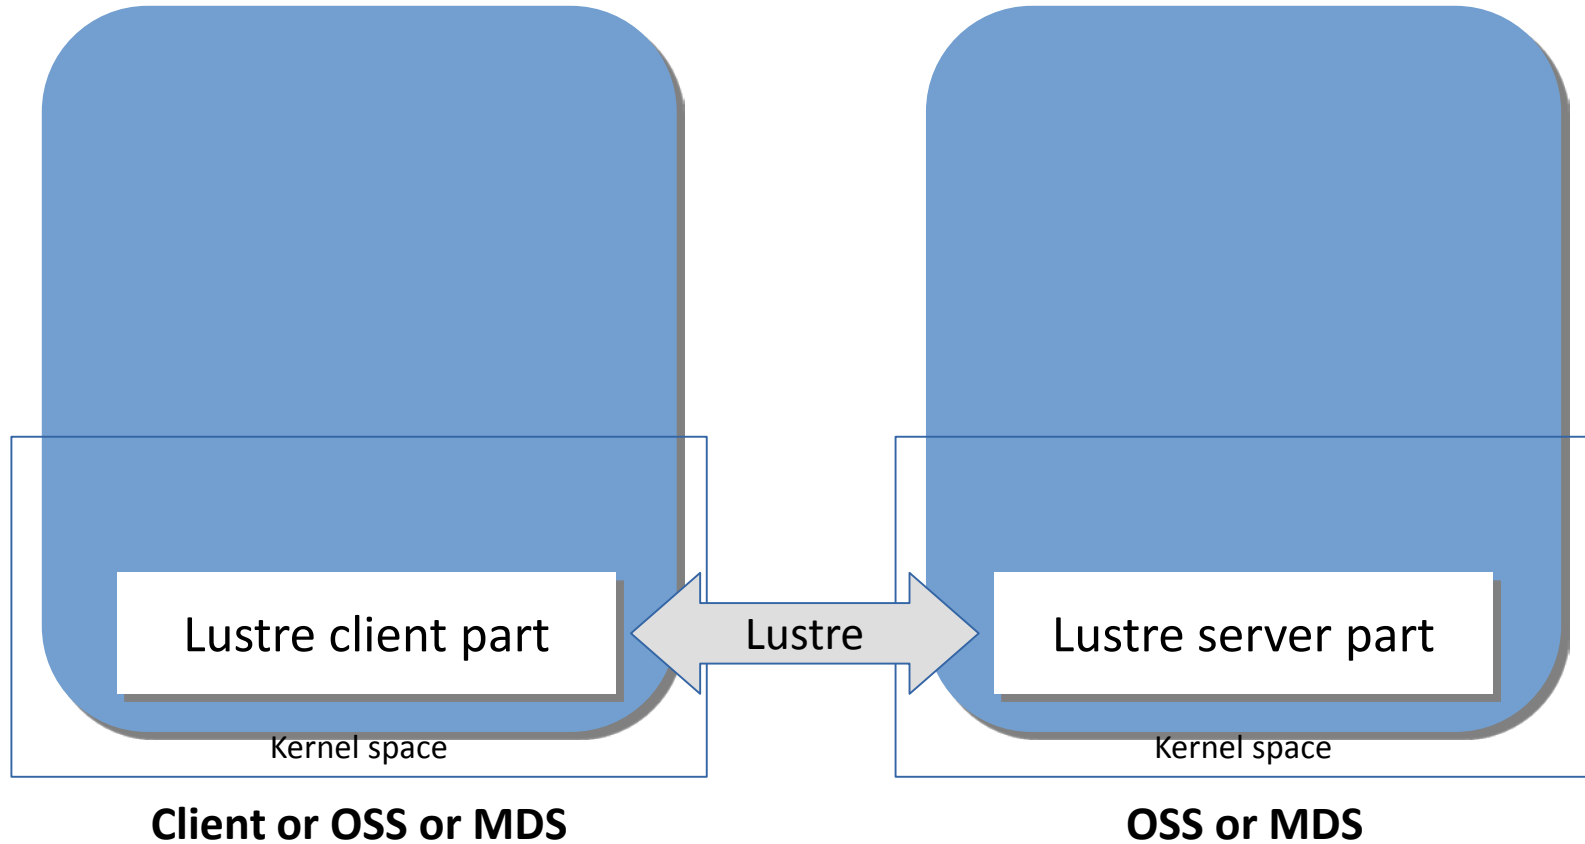 Lustre client part
Lustre
Lustre server part
Kernel space
Kernel space
Client or OSS or MDS
OSS or MDS